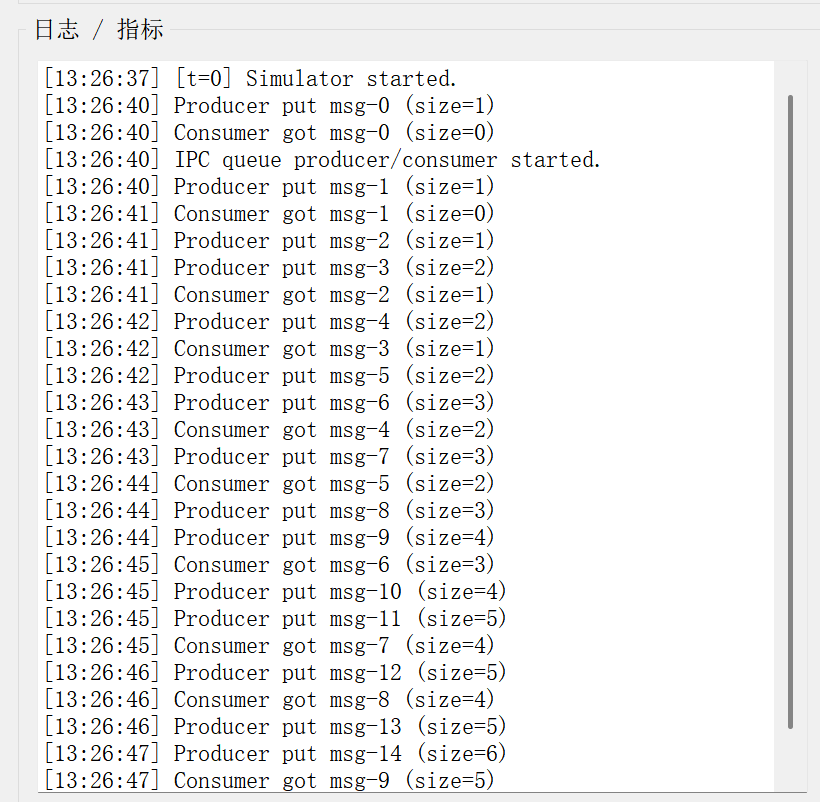 日志 / 指标
[13:26:37] [t=0] Simulator started.
[13:26:40] Producer put msg-0 (size=1)
[13:26:40] Consumer got msg-0 (size=0)
[13:26:40] IPC queue producer/consumer started.
[13:26:40] Producer put msg-1 (size=1)
[13:26:41] Consumer got msg-1 (size=0)
[13:26:41] Producer put msg-2 (size=1)
[13:26:41] Producer put msg-3 (size=2)
[13:26:41] Consumer got msg-2 (size=1)
[13:26:42] Producer put msg-4 (size=2)
[13:26:42] Consumer got msg-3 (size=1)
[13:26:42] Producer put msg-5 (size=2)
[13:26:43] Producer put msg-6 (size=3)
[13:26:43] Consumer got msg-4 (size=2)
[13:26:43] Producer put msg-7 (size=3)
[13:26:44] Consumer got msg-5 (size=2)
[13:26:44] Producer put msg-8 (size=3)
[13:26:44] Producer put msg-9 (size=4)
[13:26:45] Consumer got msg-6 (size=3)
[13:26:45] Producer put msg-10 (size=4)
[13:26:45] Producer put msg-11 (size=5)
[13:26:45] Consumer got msg-7 (size=4)
[13:26:46] Producer put msg-12 (size=5)
[13:26:46] Consumer got msg-8 (size=4)
[13:26:46] Producer put msg-13 (size=5)
[13:26:47] Producer put msg-14 (size=6)
[13:26:47] Consumer got msg-9 (size=5)